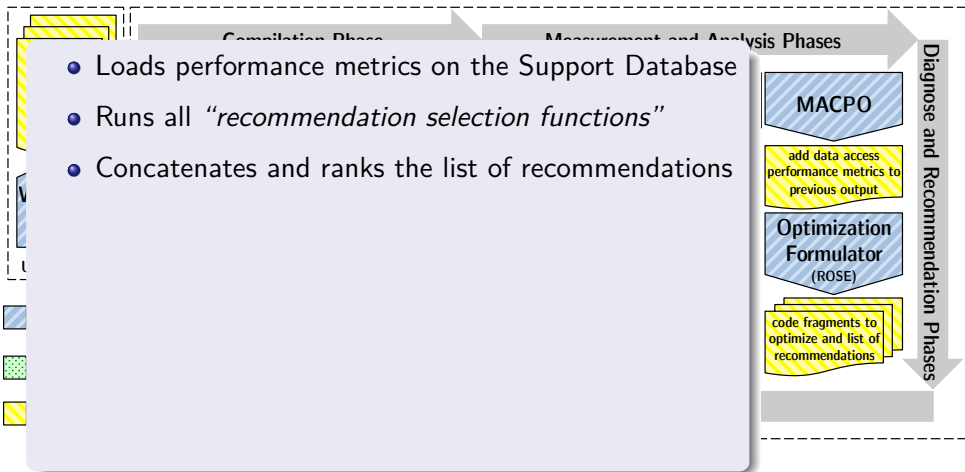 Compilation Phase
Measurement and Analysis Phases
• Loads performance metrics on the Support Database
• Runs all “recommendation selection functions”
• Concatenates and ranks the list of recommendations
MACPO
add data access
performance metrics to
previous output
Optimization
Formulator
(ROSE)
code fragments to
optimize and list of
recommendations
Diagnose and Recommendation Phases